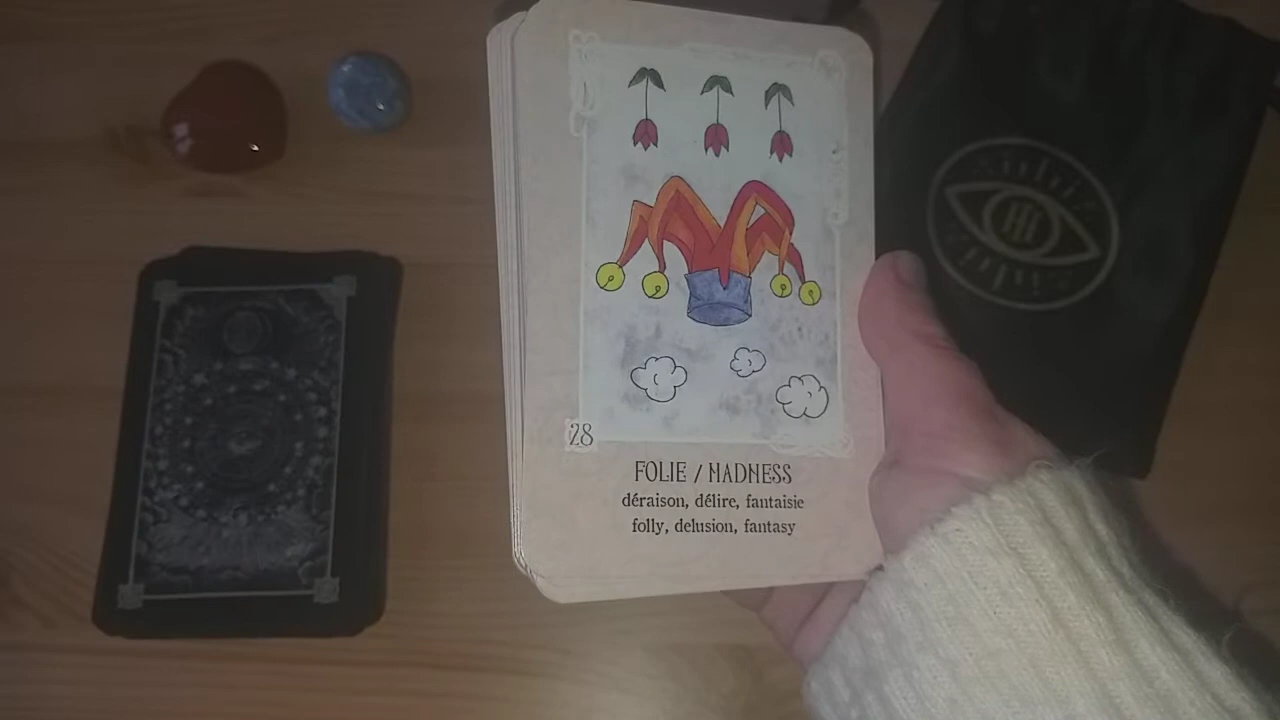 28
FOLIE / MADNESS
déraison, délire, fantaisie
folly, delusion, fantasy